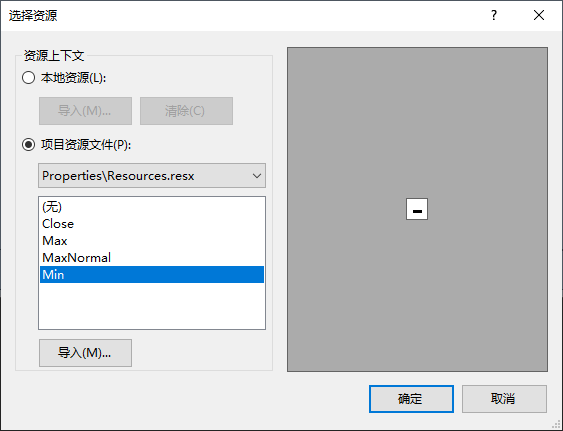 选择资源
资源上下文
本地资源(L):
导入(M)... 清除(C)
项目资源文件(P):
Properties\Resources.resx
(无)
Close
Max
MaxNormal
Min
导入(M)...
确定 取消